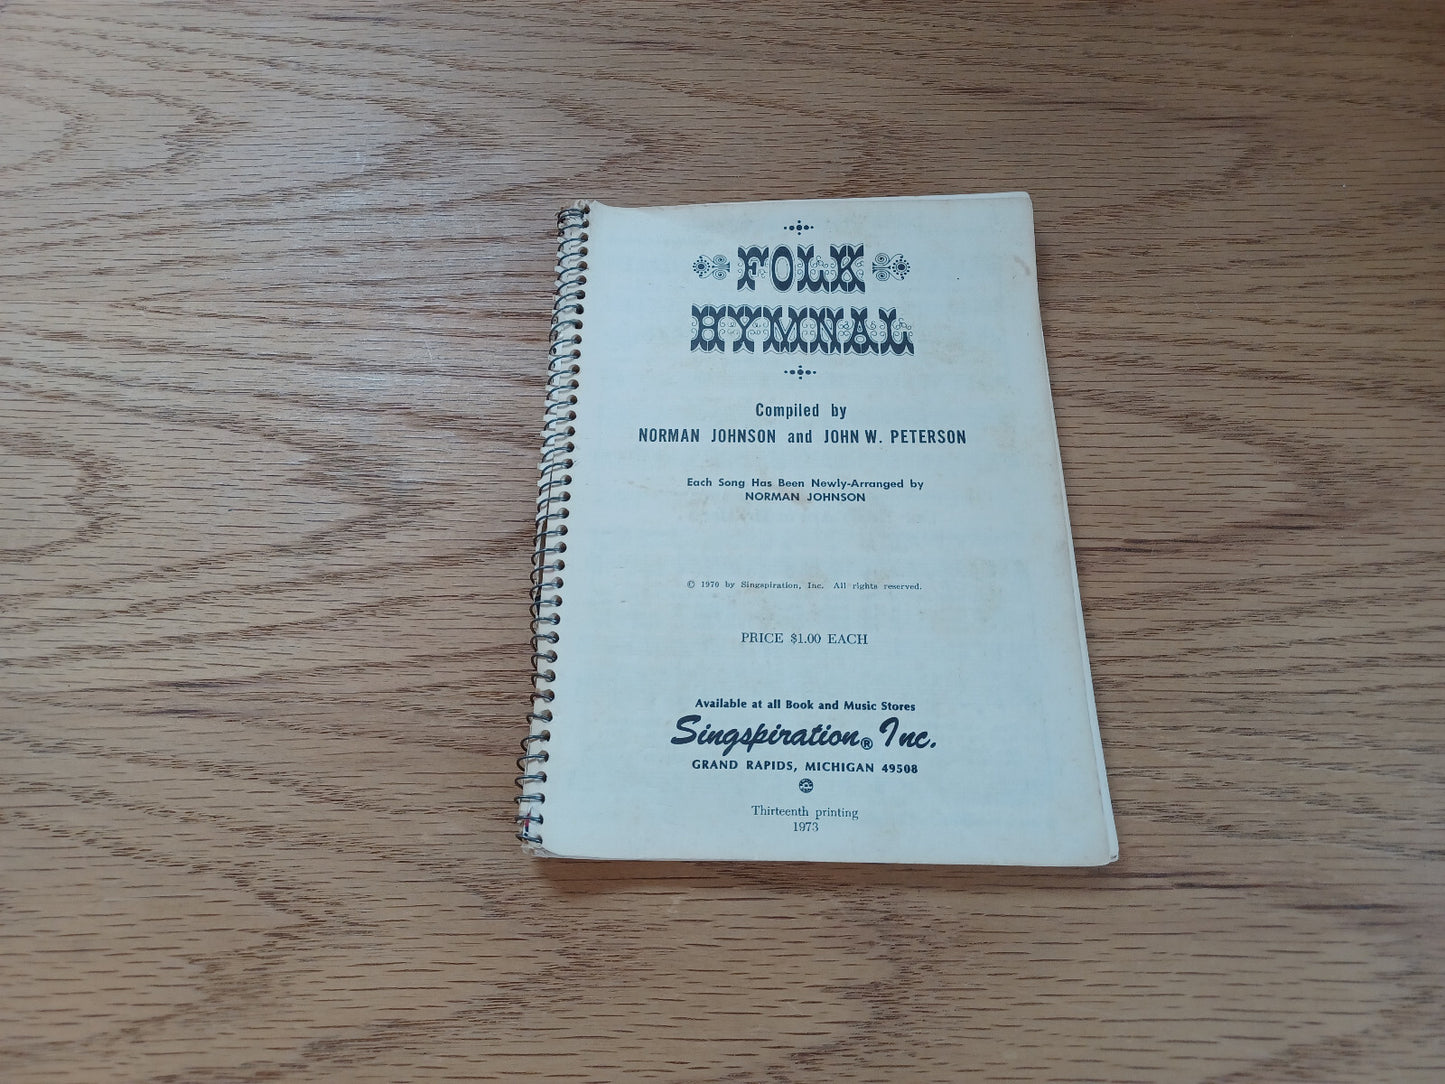 FOLK
HYMNAL
Compiled by
NORMAN JOHNSON and JOHN W. PETERSON
Each Song Has Been Newly-Arranged by
NORMAN JOHNSON
© 1970 by Singspiration, Inc. All rights reserved.
PRICE $1.00 EACH
Available at all Book and Music Stores
Singspiration® Inc.
GRAND RAPIDS, MICHIGAN 49508
Thirteenth printing
1973